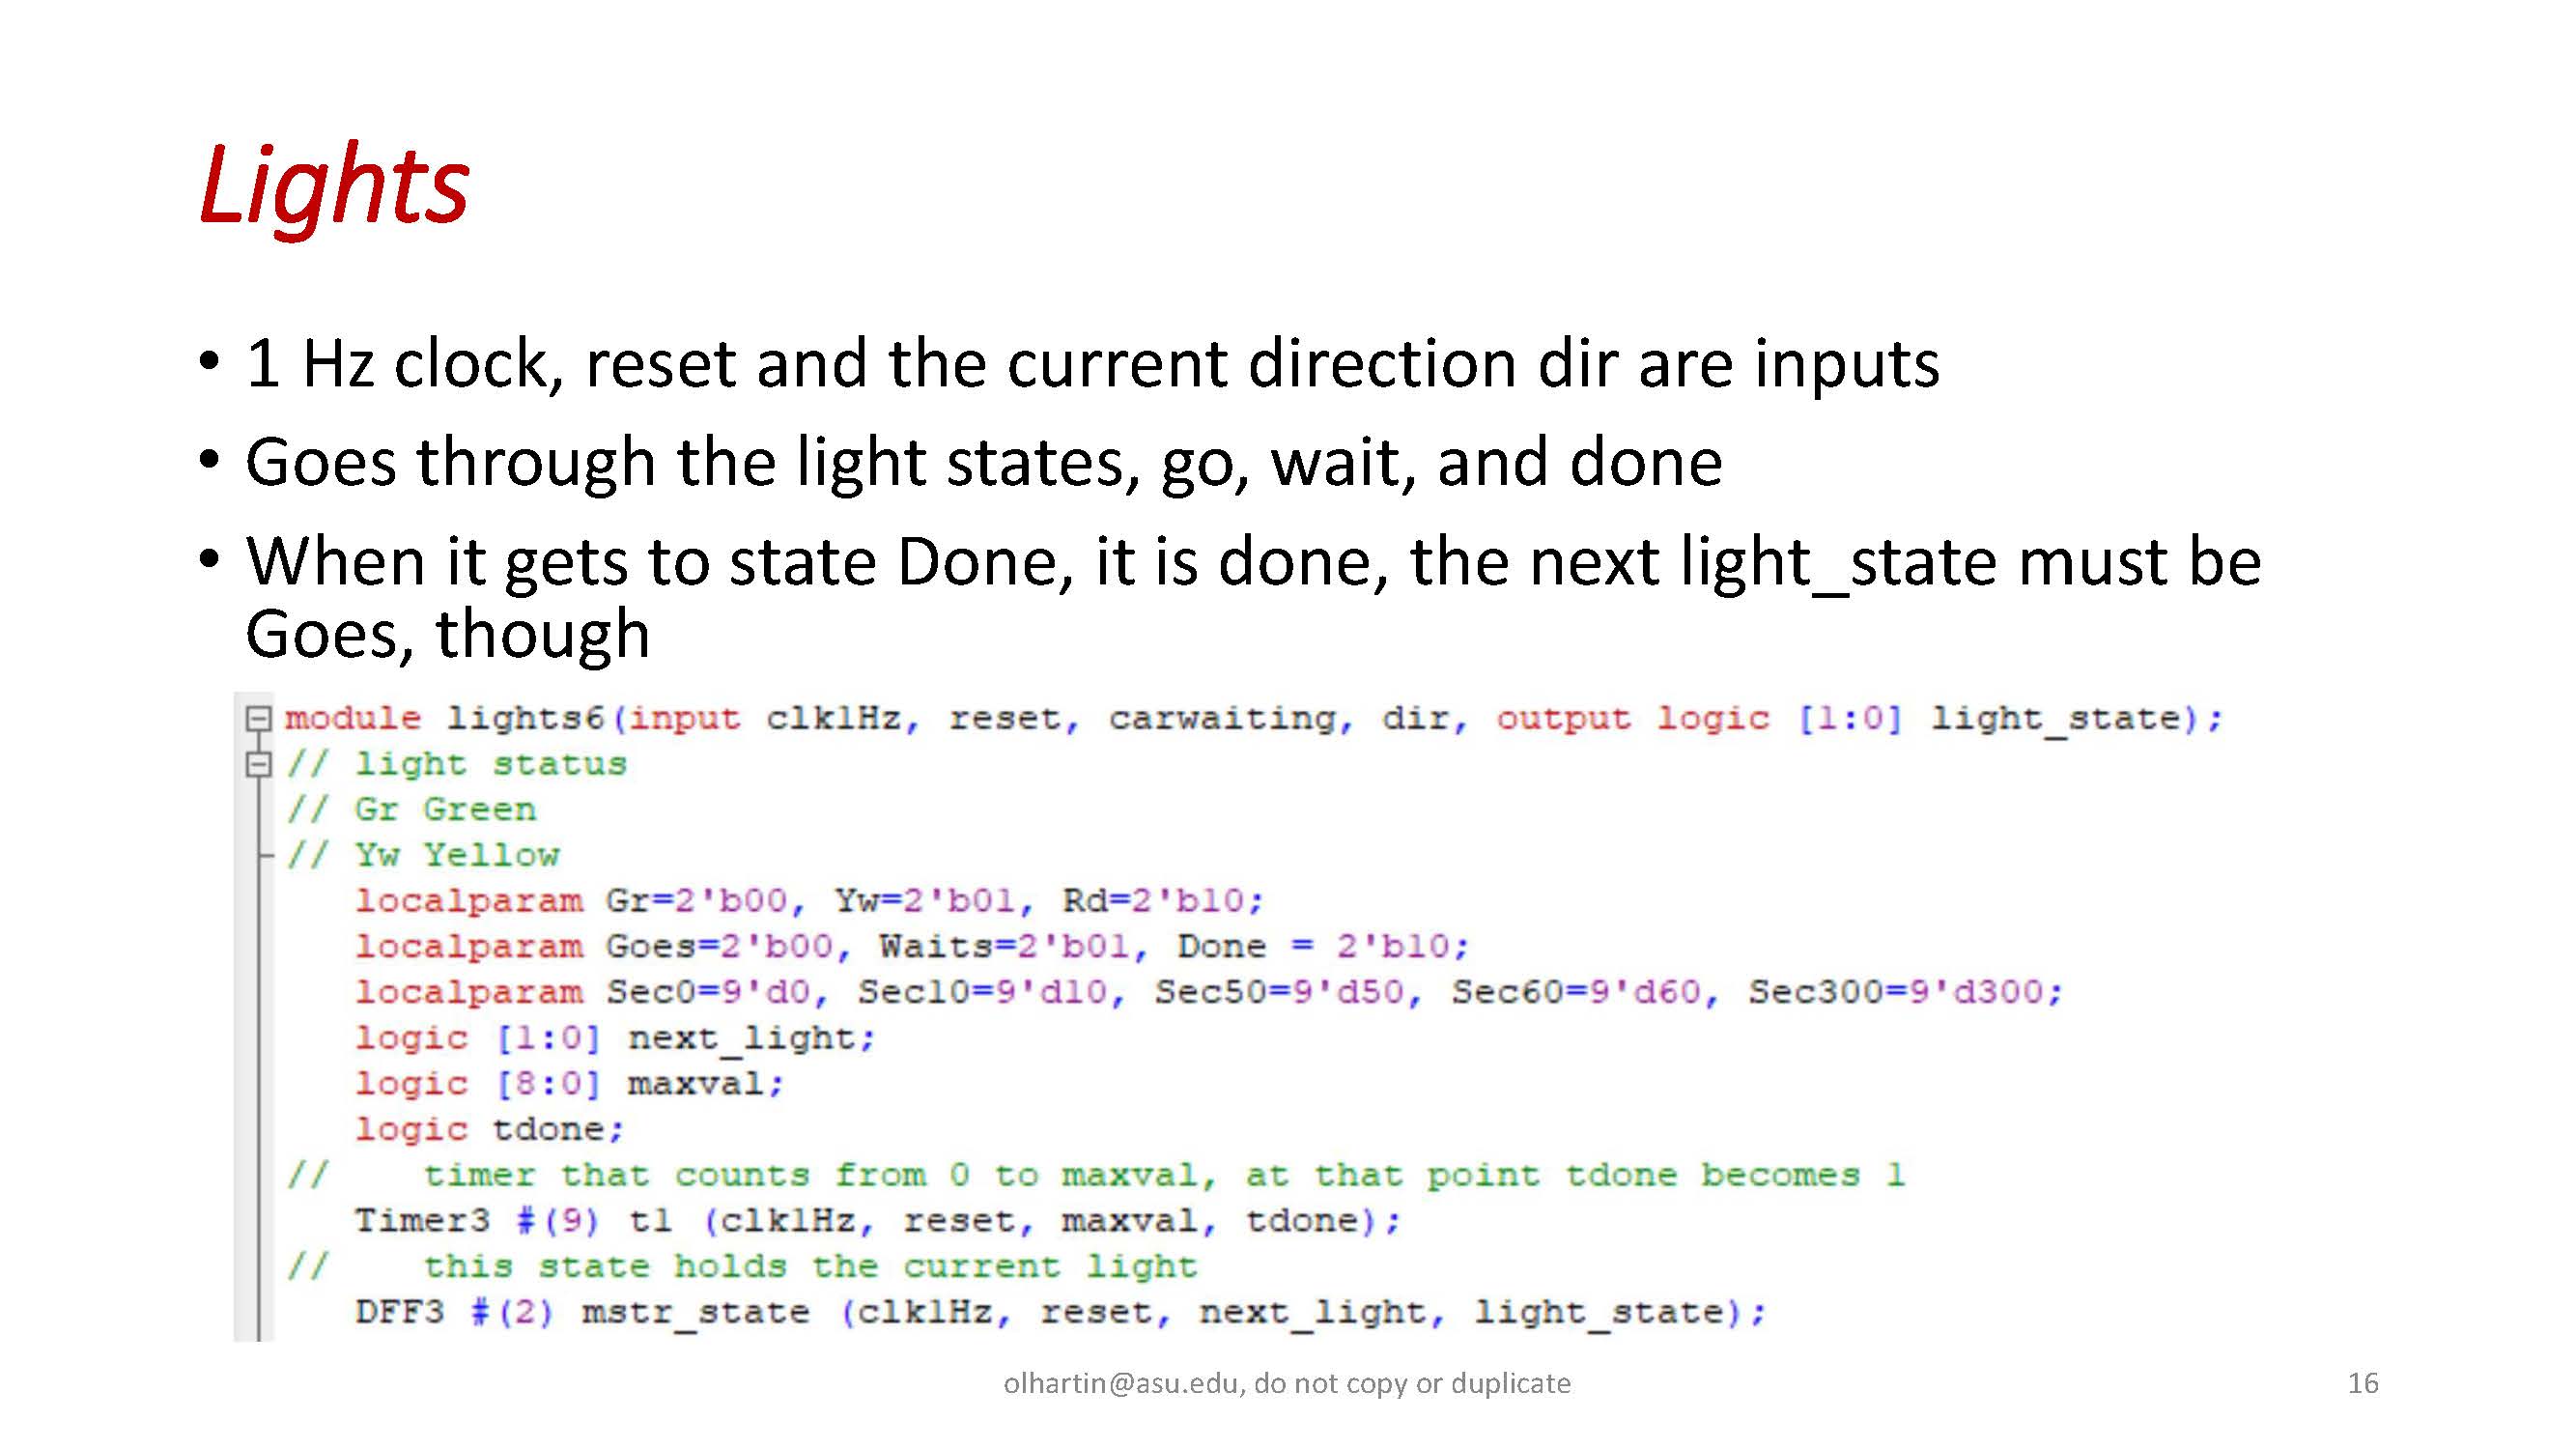 Lights
• 1 Hz clock, reset and the current direction dir are inputs
• Goes through the light states, go, wait, and done
• When it gets to state Done, it is done, the next light_state must be
Goes, though
module lights6(input clk1Hz, reset, carwaiting, dir, output logic [1:0] light_state);
// light status
// Gr Green
// Yw Yellow
localparam Gr=2'b00, Yw=2'b01, Rd=2'b10;
localparam Goes=2'b00, Waits=2'b01, Done = 2'b10;
localparam Sec0=9'd0, Sec10=9'd10, Sec50=9'd50, Sec60=9'd60, Sec300=9'd300;
logic [1:0] next_light;
logic [8:0] maxval;
logic tdone;
// timer that counts from 0 to maxval, at that point tdone becomes 1
Timer3 #(9) t1 (clk1Hz, reset, maxval, tdone);
// this state holds the current light
DFF3 #(2) mstr_state (clk1Hz, reset, next_light, light_state);
olhartin@asu.edu, do not copy or duplicate
16